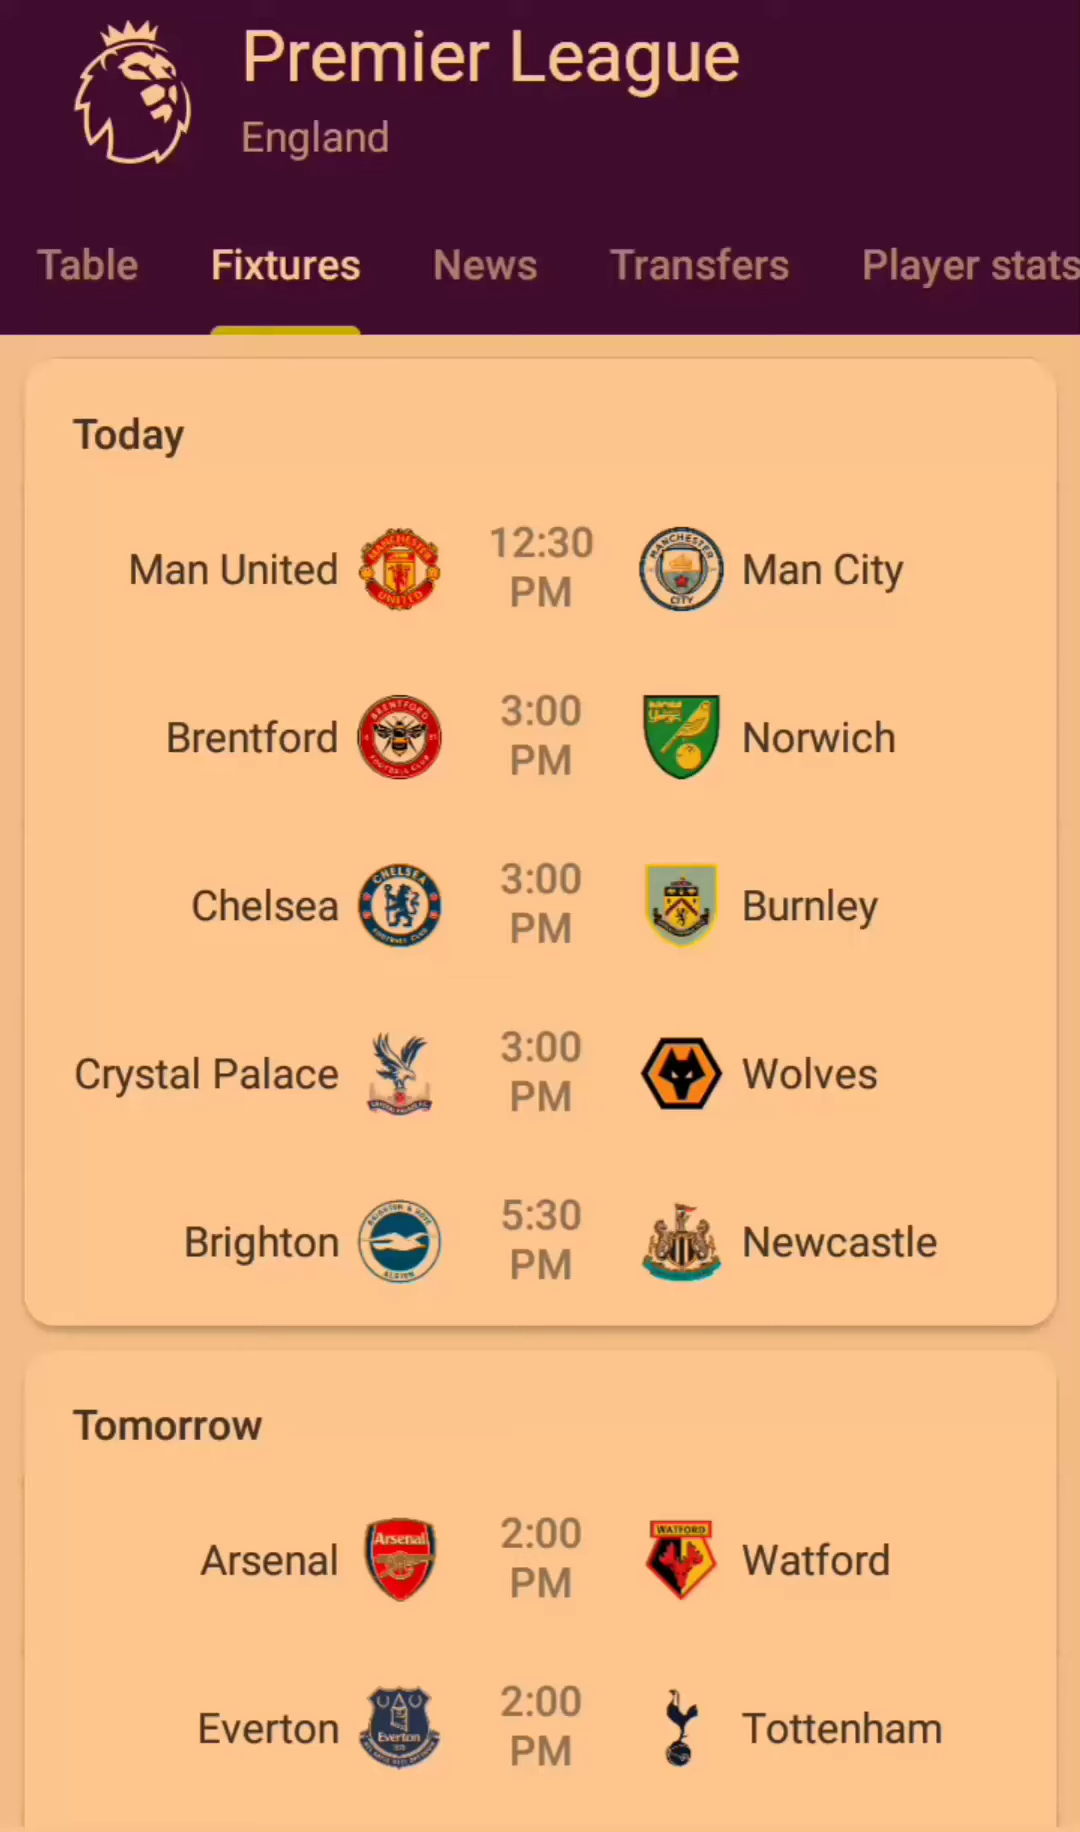 Premier League
England
Table Fixtures News Transfers Player stats
Today
Man United 12:30 PM Man City
Brentford 3:00 PM Norwich
Chelsea 3:00 PM Burnley
Crystal Palace 3:00 PM Wolves
Brighton 5:30 PM Newcastle
Tomorrow
Arsenal 2:00 PM Watford
Everton 2:00 PM Tottenham